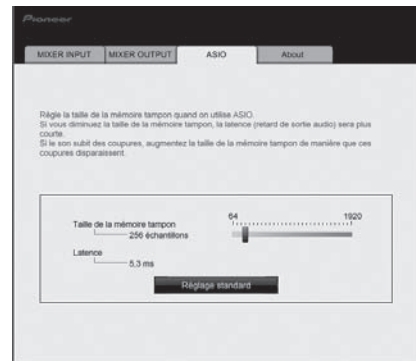 Pioneer
MIXER INPUT MIXER OUTPUT ASIO About
Règle la taille de la mémoire tampon quand on utilise ASIO.
Si vous diminuez la taille de la mémoire tampon, la latence (retard de sortie audio) sera plus
courte.
Si le son subit des coupures, augmentez la taille de la mémoire tampon de manière que ces
coupures disparaissent.
64 1920
Taille de la mémoire tampon
256 échantillons
Latence
5,3 ms
Réglage standard